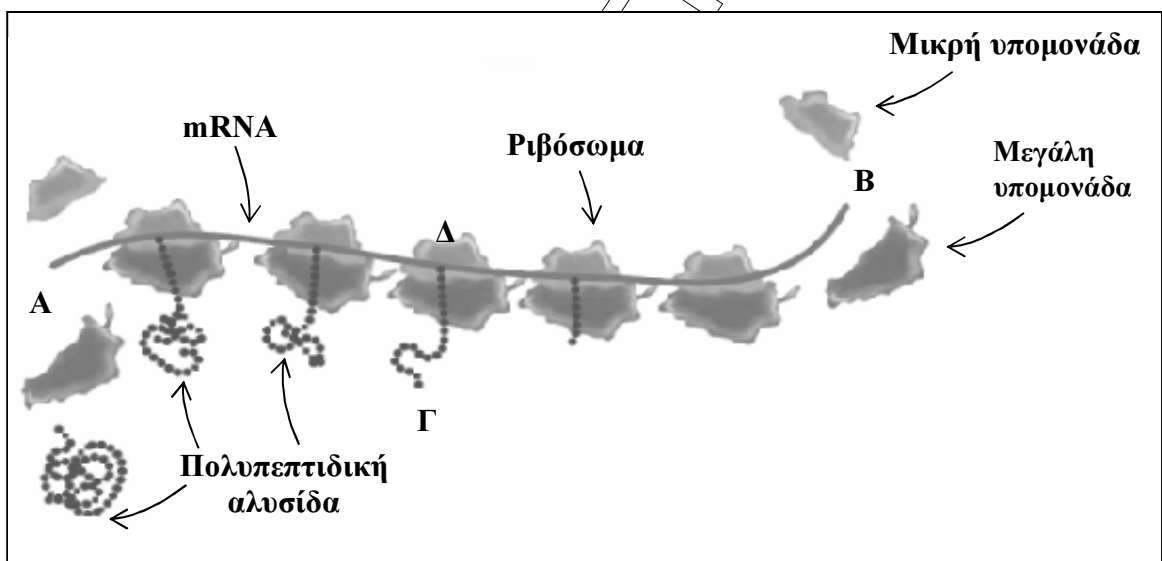 Μικρή υπομονάδα
mRNA
Ριβόσωμα
Μεγάλη
υπομονάδα
Β
Δ
Α
Γ
Πολυπεπτιδική
αλυσίδα